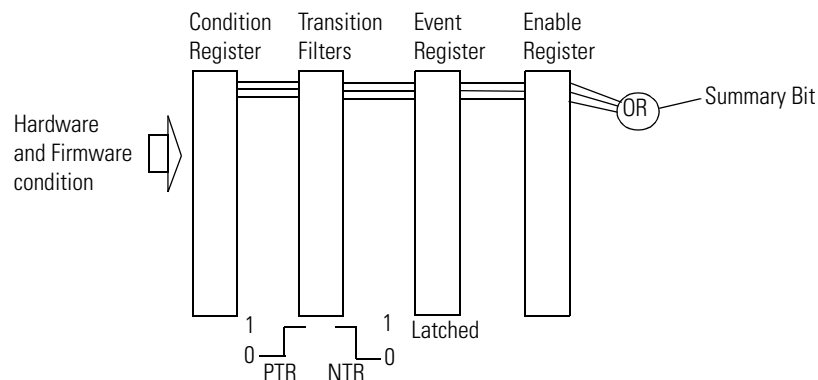 Condition
Register
Transition
Filters
Event
Register
Enable
Register
OR
Summary Bit
Hardware
and Firmware
condition
1
0
PTR
NTR
1
0
Latched